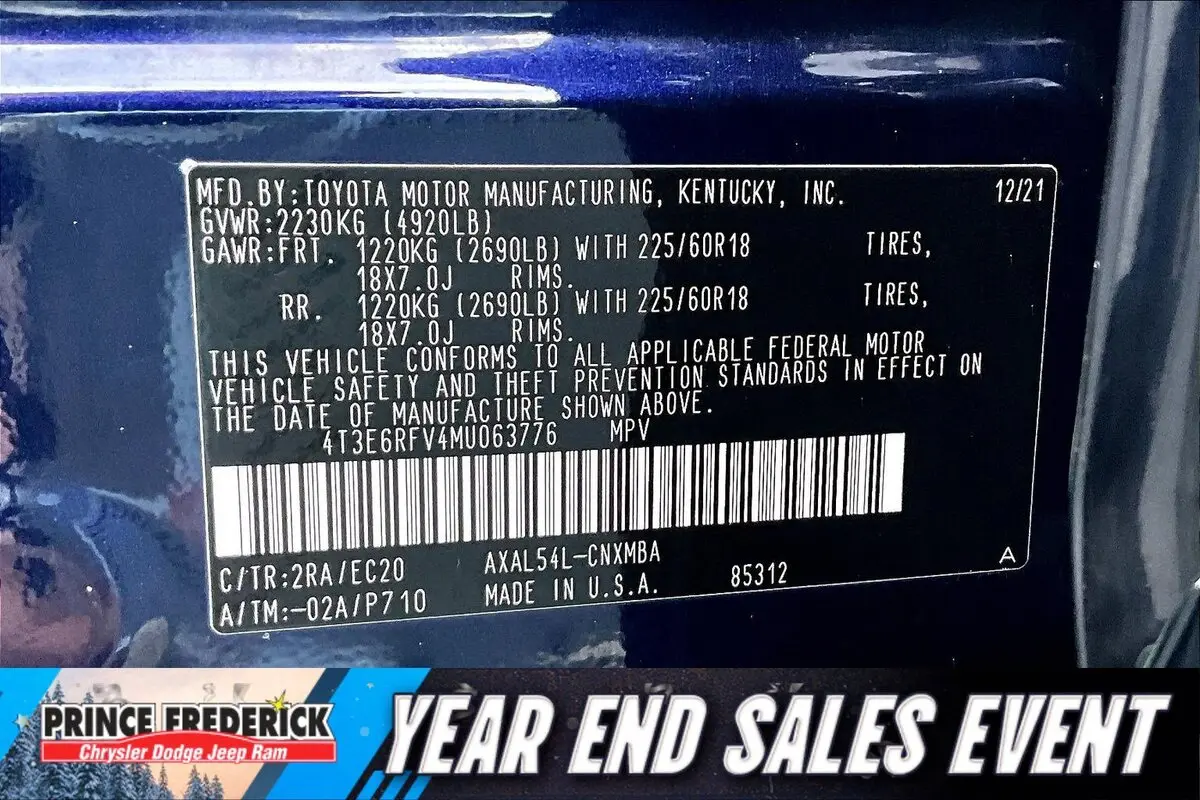 MFD.BY:TOYOTA MOTOR MANUFACTURING, KENTUCKY, INC. 12/21
GVWR:2230KG (4920LB)
GAWR:FRT. 1220KG (2690LB) WITH 225/60R18 TIRES,
18X7.0J RIMS.
RR. 1220KG (2690LB) WITH 225/60R18 TIRES,
18X7.0J RIMS.
THIS VEHICLE CONFORMS TO ALL APPLICABLE FEDERAL MOTOR
VEHICLE SAFETY AND THEFT PREVENTION STANDARDS IN EFFECT ON
THE DATE OF MANUFACTURE SHOWN ABOVE.
4T3E6RFV4MU063776 MPV
C/TR:2RA/EC20 AXAL54L-CNXMBA A
A/TM:-02A/P710 MADE IN U.S.A. 85312
PRINCE FREDERICK
Chrysler Dodge Jeep Ram
YEAR END SALES EVENT